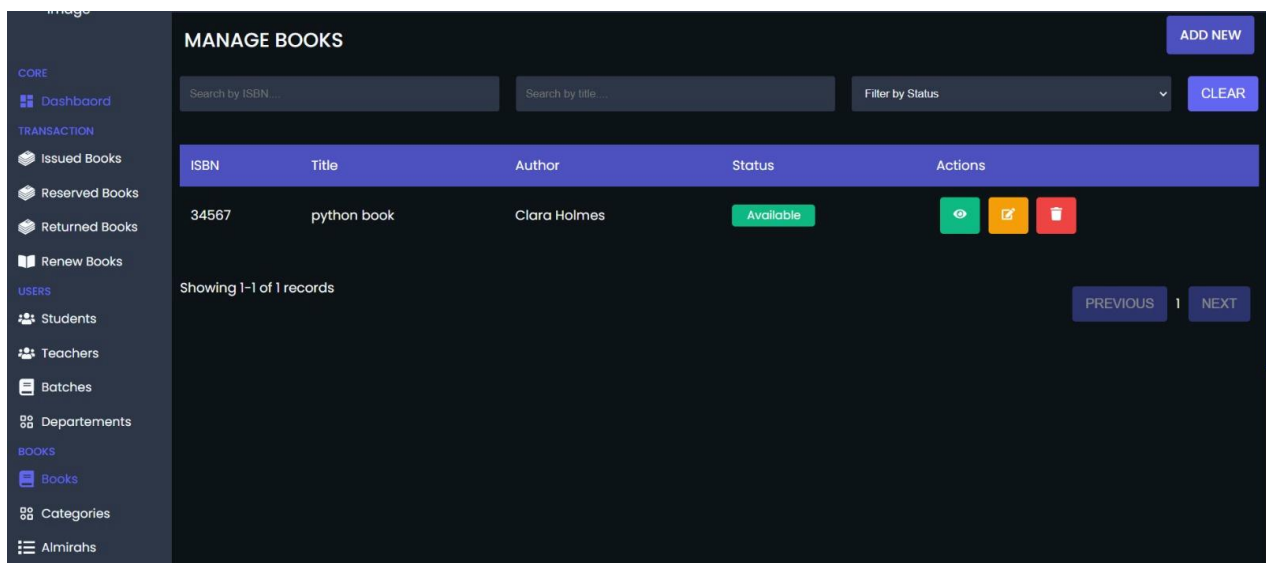 MANAGE BOOKS
ADD NEW
Search by ISBN....
Search by title....
Filter by Status
CLEAR
ISBN Title Author Status Actions
34567 python book Clara Holmes Available
Showing 1-1 of 1 records
PREVIOUS 1 NEXT
CORE
Dashbaord
TRANSACTION
Issued Books
Reserved Books
Returned Books
Renew Books
USERS
Students
Teachers
Batches
Departements
BOOKS
Books
Categories
Almirahs